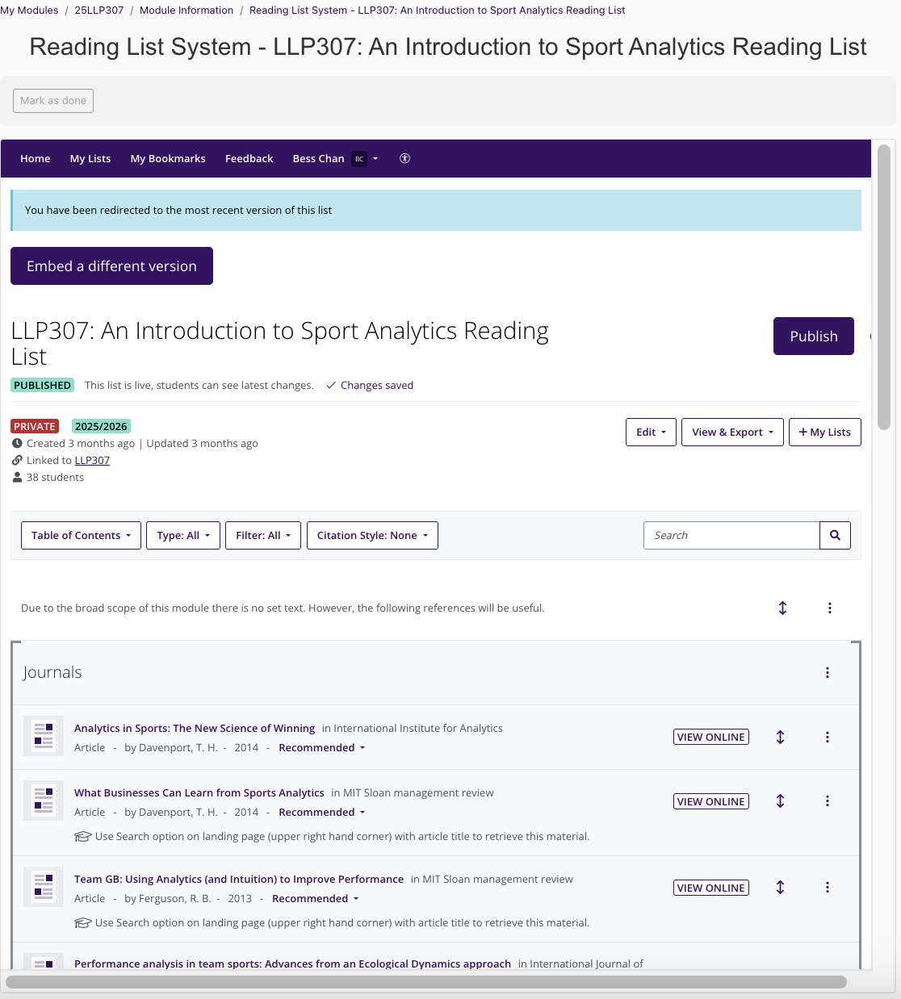 My Modules / 25LLP307 / Module Information / Reading List System - LLP307: An Introduction to Sport Analytics Reading List
Reading List System - LLP307: An Introduction to Sport Analytics Reading List
Mark as done
Home My Lists My Bookmarks Feedback Bess Chan BC
You have been redirected to the most recent version of this list
Embed a different version
LLP307: An Introduction to Sport Analytics Reading
List
Publish
PUBLISHED This list is live, students can see latest changes. Changes saved
PRIVATE 2025/2026
Created 3 months ago | Updated 3 months ago
Linked to LLP307
38 students
Edit View & Export + My Lists
Table of Contents Type: All Filter: All Citation Style: None Search
Due to the broad scope of this module there is no set text. However, the following references will be useful.
Journals
Analytics in Sports: The New Science of Winning in International Institute for Analytics
Article - by Davenport, T. H. - 2014 - Recommended
VIEW ONLINE
What Businesses Can Learn from Sports Analytics in MIT Sloan management review
Article - by Davenport, T. H. - 2014 - Recommended
VIEW ONLINE
Use Search option on landing page (upper right hand corner) with article title to retrieve this material.
Team GB: Using Analytics (and Intuition) to Improve Performance in MIT Sloan management review
Article - by Ferguson, R. B. - 2013 - Recommended
VIEW ONLINE
Use Search option on landing page (upper right hand corner) with article title to retrieve this material.
Performance analysis in team sports: Advances from an Ecological Dynamics approach in International Journal of